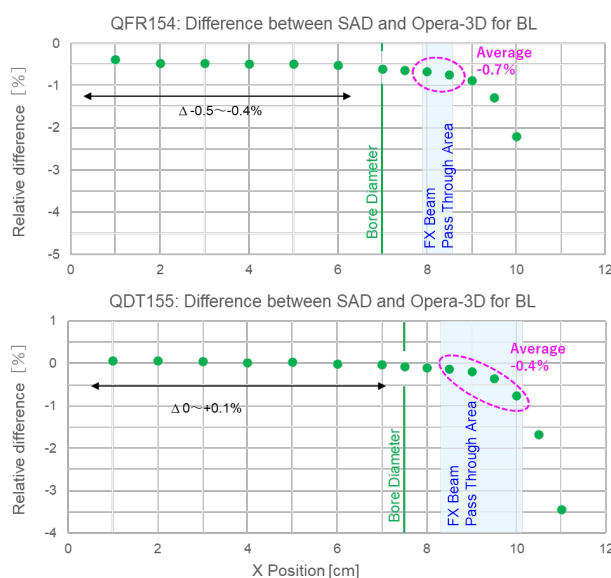 QFR154: Difference between SAD and Opera-3D for BL
Relative difference [%]
0
-1
-2
-3
-4
-5
Δ -0.5～-0.4%
Bore Diameter
FX Beam
Pass Through Area
Average
-0.7%
0 2 4 6 8 10 12
QDT155: Difference between SAD and Opera-3D for BL
Relative difference [%]
1
0
-1
-2
-3
-4
Δ 0～+0.1%
Bore Diameter
FX Beam
Pass Through Area
Average
-0.4%
0 2 4 6 8 10 12
X Position [cm]